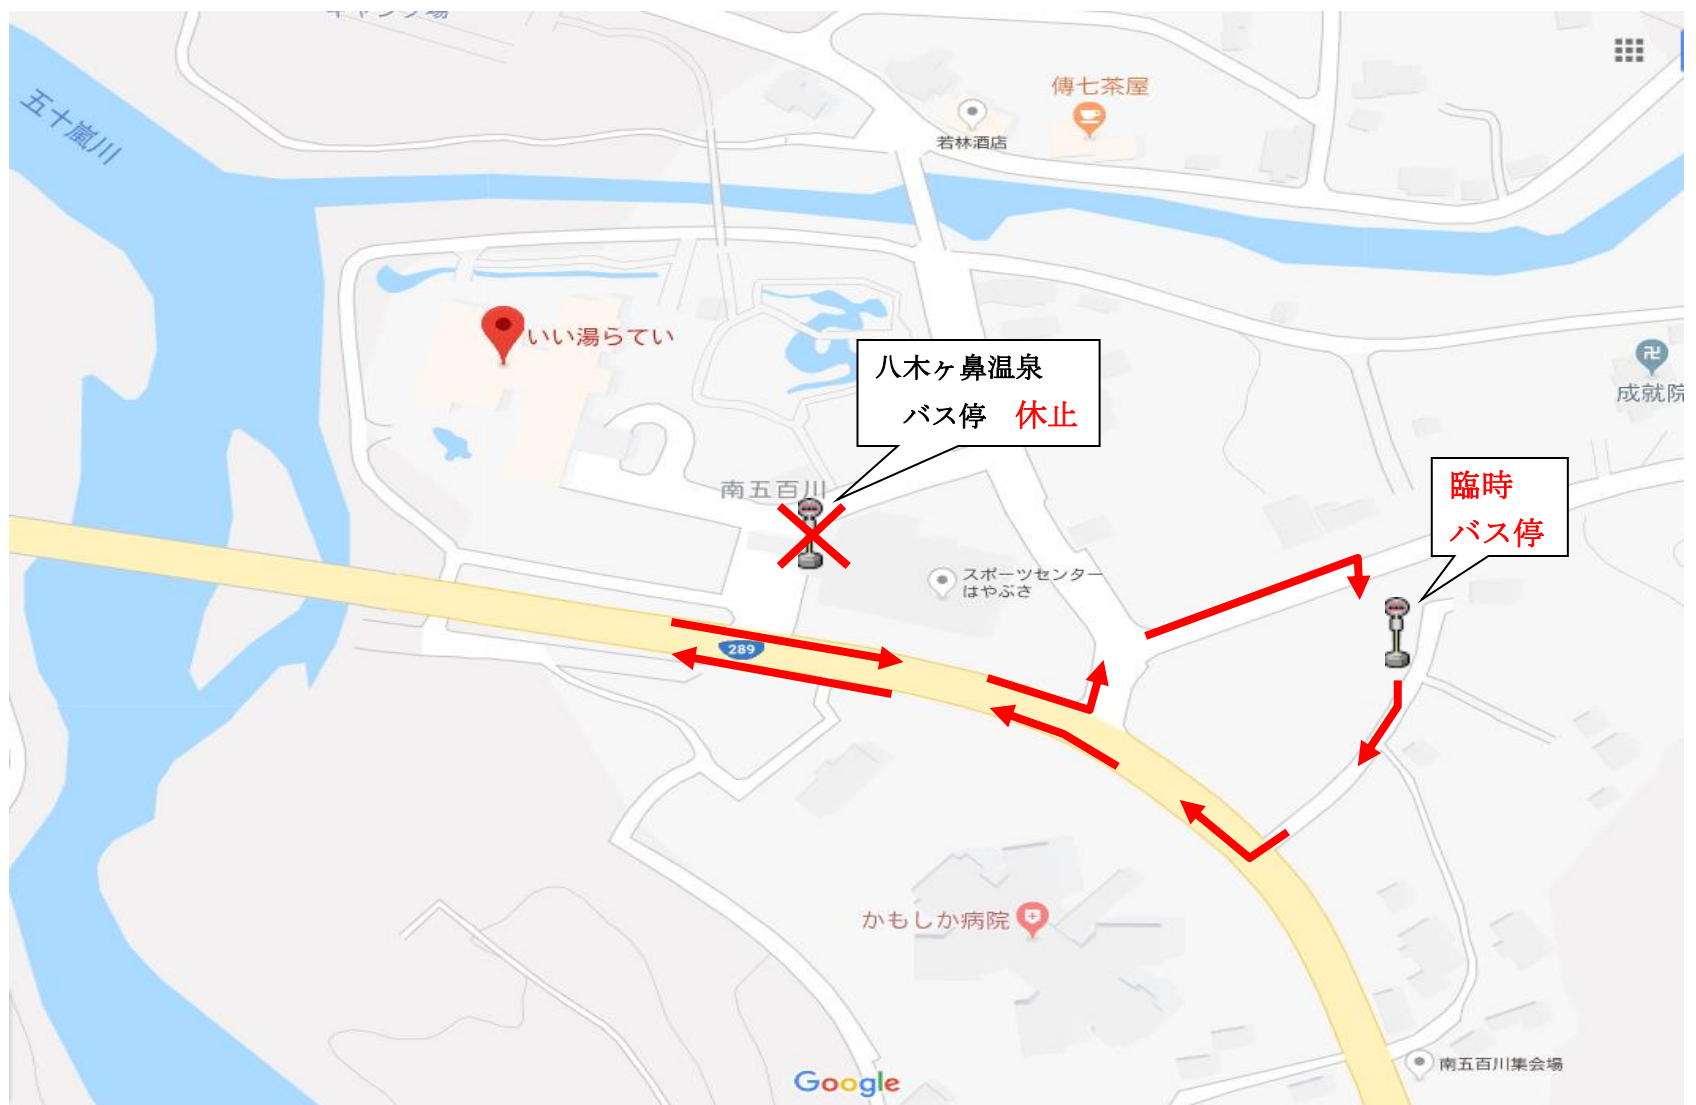 五十嵐川
傳七茶屋
若林酒店
いい湯らてい
八木ヶ鼻温泉
バス停 休止
成就院
南五百川
臨時
バス停
スポーツセンター
はやぶさ
289
かもしか病院
南五百川集会場
Google